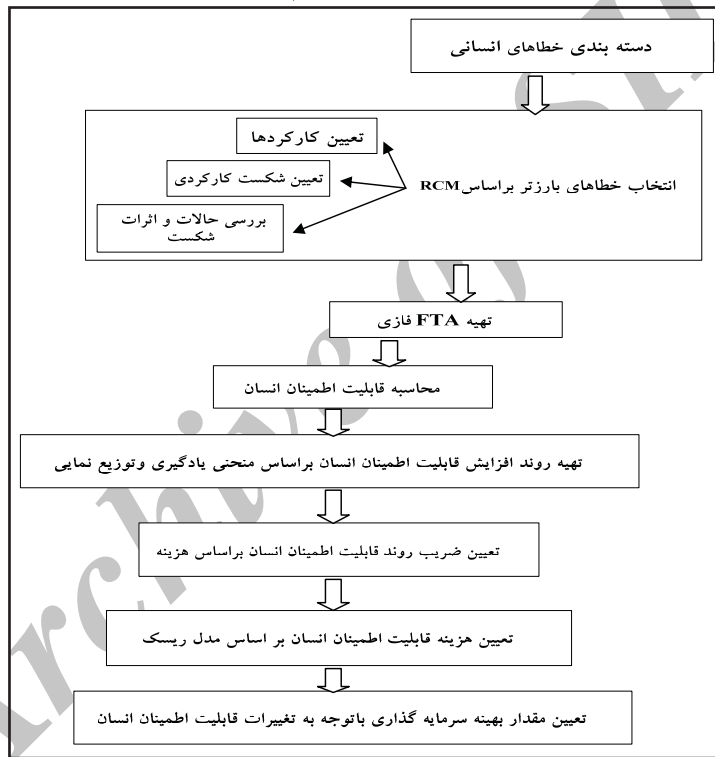 دسته بندی خطاهای انسانی
تعیین کارکردها
تعیین شکست کارکردی
انتخاب خطاهای بارزتر براساس RCM
بررسی حالات و اثرات
شکست
تهیه FTA فازی
محاسبه قابلیت اطمینان انسان
تهیه روند افزایش قابلیت اطمینان انسان براساس منحنی یادگیری وتوزیع نمایی
تعیین ضریب روند قابلیت اطمینان انسان براساس هزینه
تعیین هزینه قابلیت اطمینان انسان بر اساس مدل ریسک
تعیین مقدار بهینه سرمایه گذاری باتوجه به تغییرات قابلیت اطمینان انسان
Archive of SI